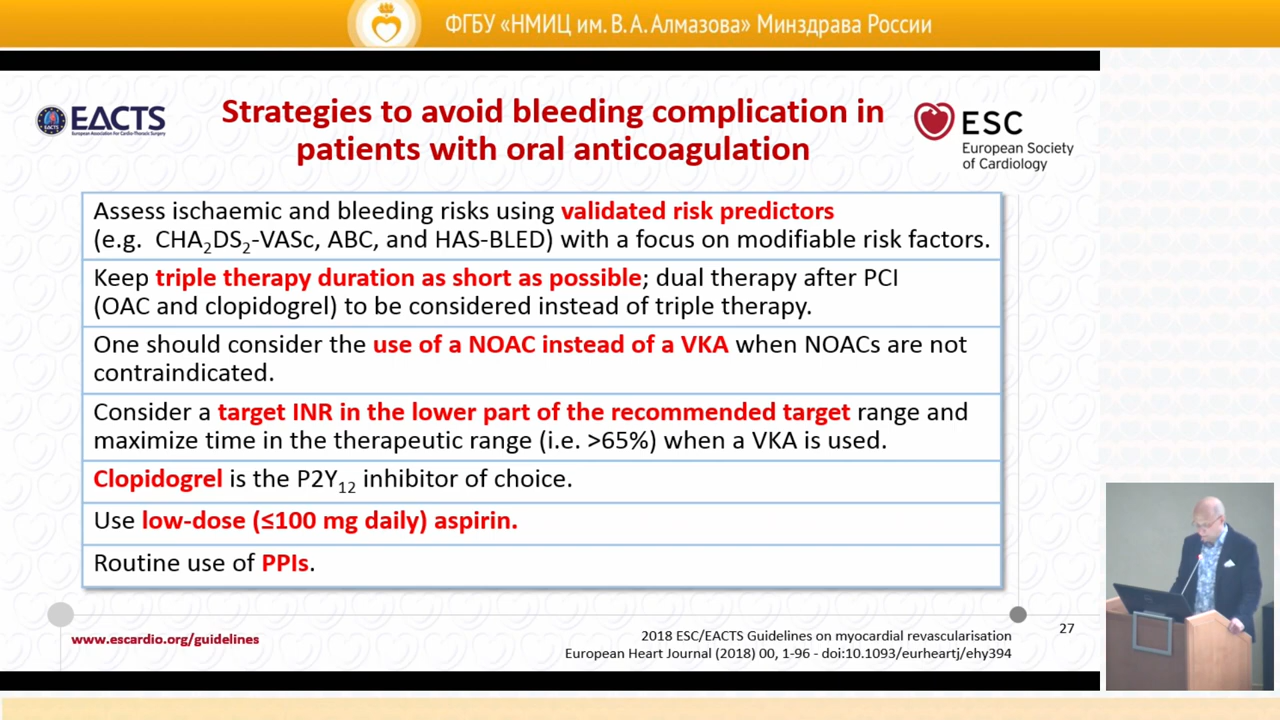 ФГБУ «НМИЦ им. В. А. Алмазова» Минздрава России
EACTS
European Association For Cardio-Thoracic Surgery
Strategies to avoid bleeding complication in
patients with oral anticoagulation
ESC
European Society
of Cardiology
Assess ischaemic and bleeding risks using validated risk predictors
(e.g. CHA₂DS₂-VASc, ABC, and HAS-BLED) with a focus on modifiable risk factors.
Keep triple therapy duration as short as possible; dual therapy after PCI
(OAC and clopidogrel) to be considered instead of triple therapy.
One should consider the use of a NOAC instead of a VKA when NOACs are not
contraindicated.
Consider a target INR in the lower part of the recommended target range and
maximize time in the therapeutic range (i.e. >65%) when a VKA is used.
Clopidogrel is the P2Y₁₂ inhibitor of choice.
Use low-dose (≤100 mg daily) aspirin.
Routine use of PPIs.
www.escardio.org/guidelines
2018 ESC/EACTS Guidelines on myocardial revascularisation
European Heart Journal (2018) 00, 1-96 - doi:10.1093/eurheartj/ehy394
27